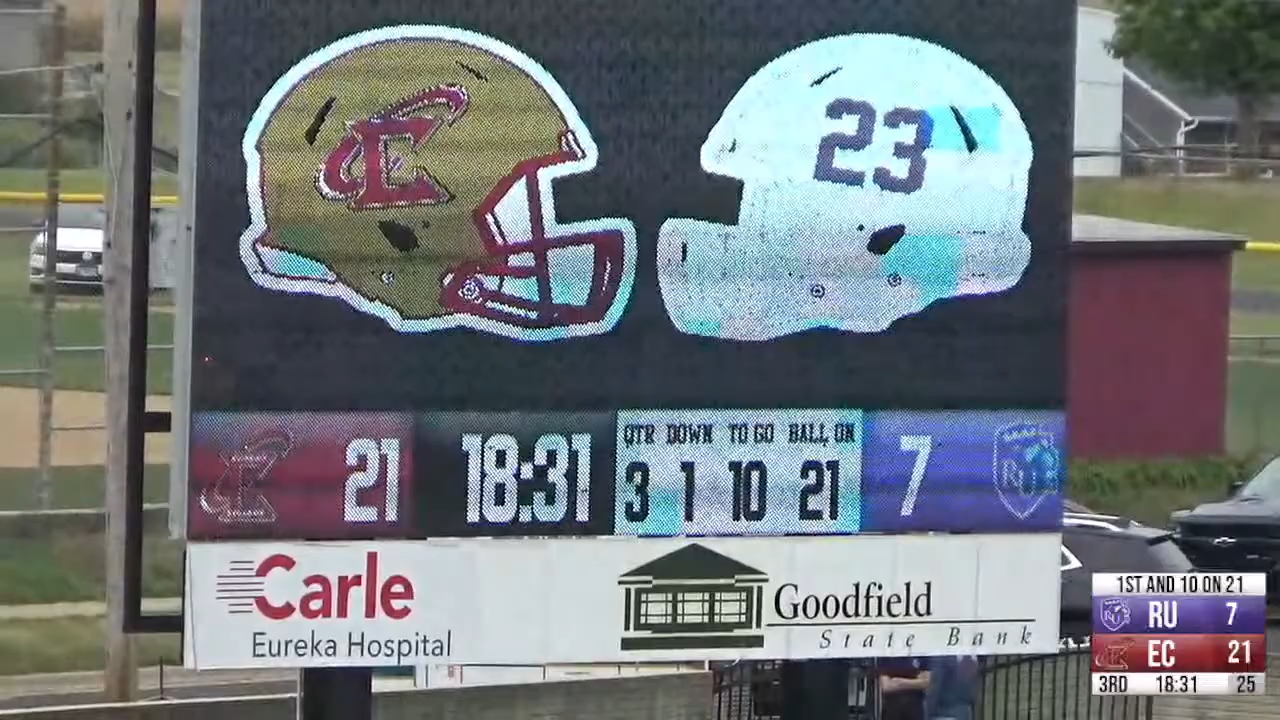 23
21 18:31 QTR DOWN TO GO BALL ON 7
3 1 10 21
RU
Carle
Eureka Hospital
Goodfield
State Bank
1ST AND 10 ON 21
RU 7
EC 21
3RD 18:31 25